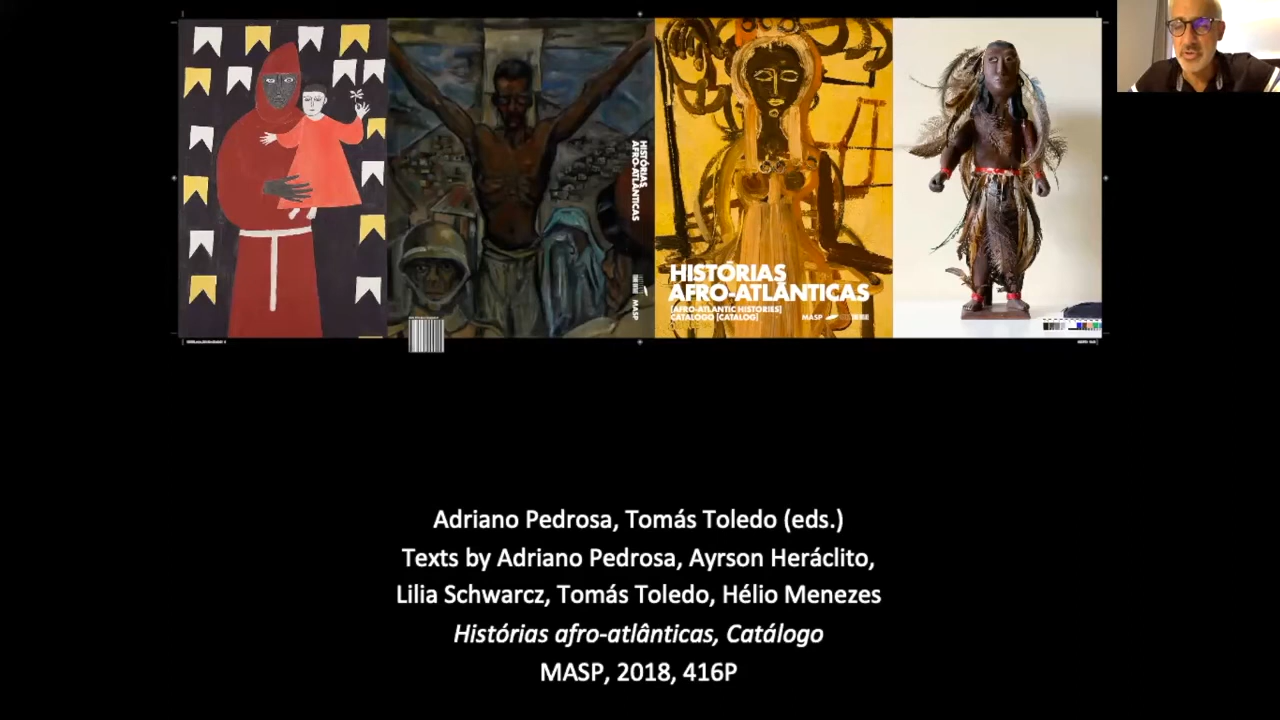 HISTÓRIAS
AFRO-ATLÂNTICAS
MASP
HISTÓRIAS
AFRO-ATLÂNTICAS
[AFRO-ATLANTIC HISTORIES]
CATÁLOGO [CATALOG]
MASP
Adriano Pedrosa, Tomás Toledo (eds.)
Texts by Adriano Pedrosa, Ayrson Heráclito,
Lilia Schwarcz, Tomás Toledo, Hélio Menezes
Histórias afro-atlânticas, Catálogo
MASP, 2018, 416P